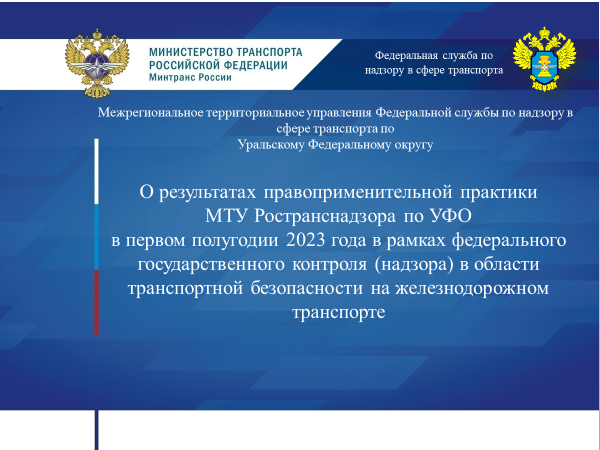 МИНИСТЕРСТВО ТРАНСПОРТА
РОССИЙСКОЙ ФЕДЕРАЦИИ
Минтранс России
Федеральная служба по
надзору в сфере транспорта
Межрегиональное территориальное управления Федеральной службы по надзору в
сфере транспорта по
Уральскому Федеральному округу
О результатах правоприменительной практики
МТУ Ространснадзора по УФО
в первом полугодии 2023 года в рамках федерального
государственного контроля (надзора) в области
транспортной безопасности на железнодорожном
транспорте